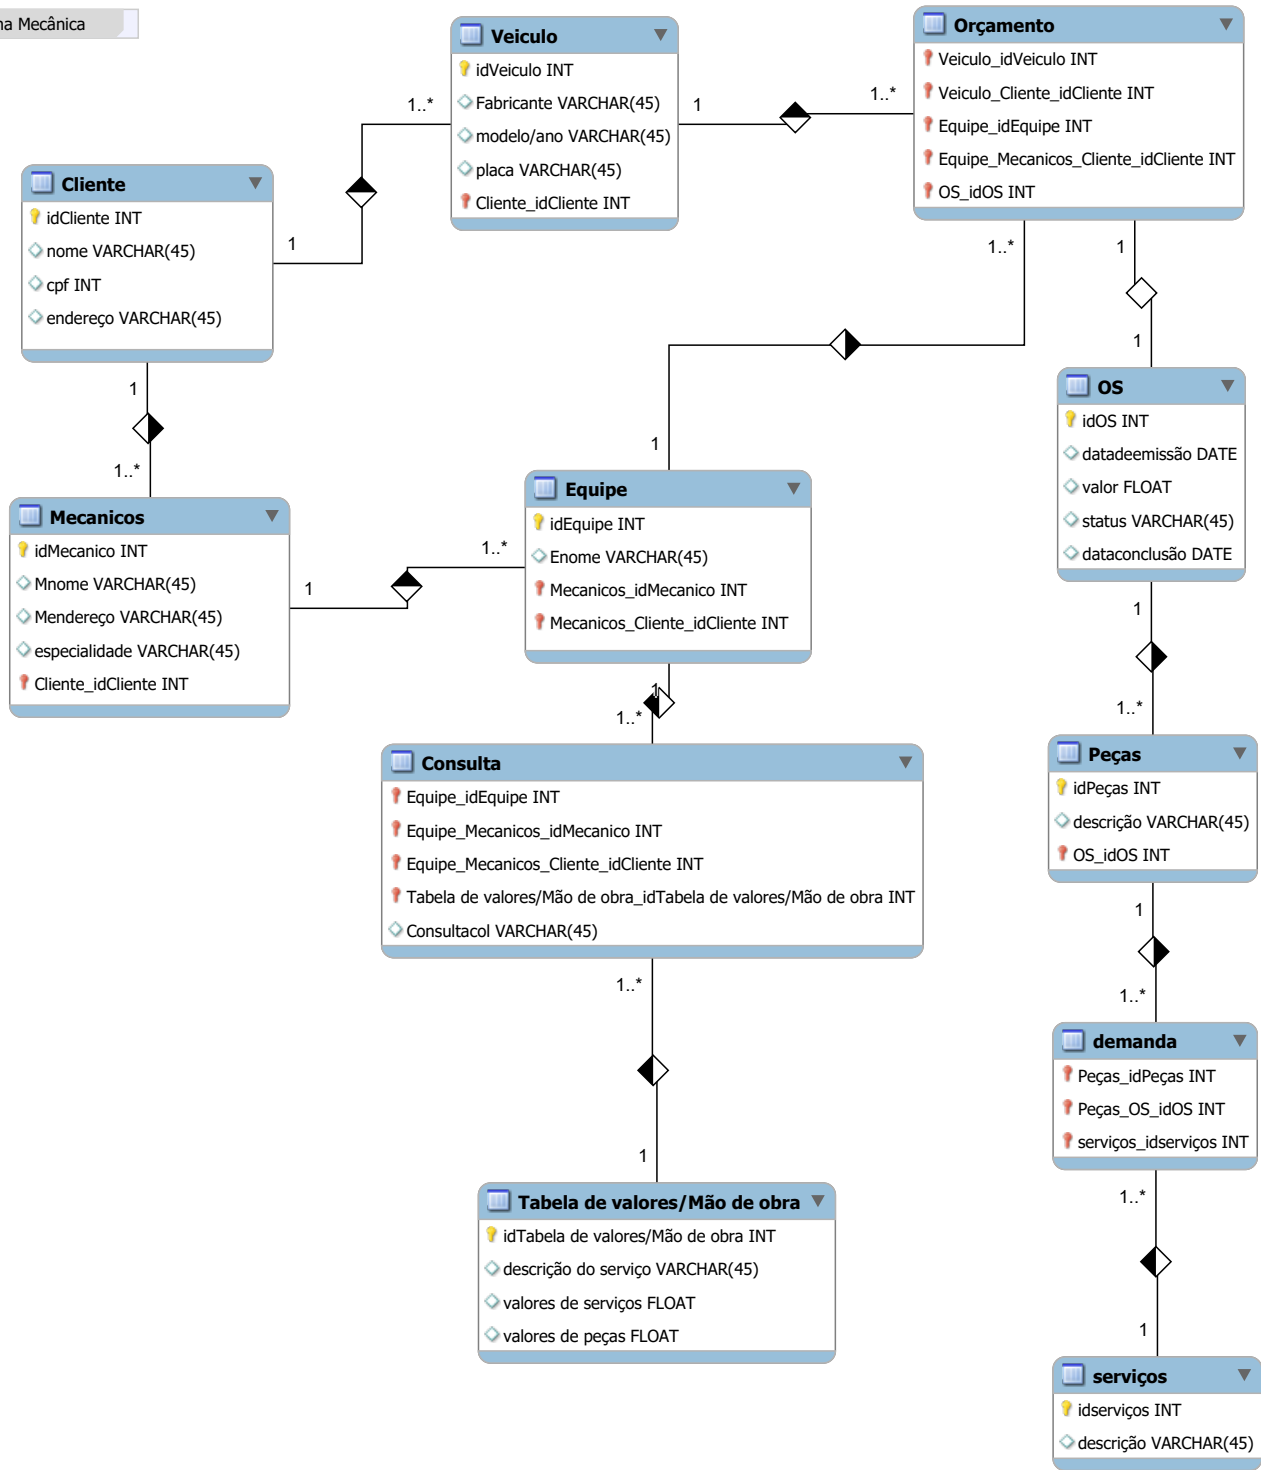 na Mecânica
Veiculo
idVeiculo INT
Fabricante VARCHAR(45)
modelo/ano VARCHAR(45)
placa VARCHAR(45)
Cliente_idCliente INT
Orçamento
Veiculo_idVeiculo INT
Veiculo_Cliente_idCliente INT
Equipe_idEquipe INT
Equipe_Mecanicos_Cliente_idCliente INT
OS_idOS INT
1..*
1
1..*
Cliente
idCliente INT
nome VARCHAR(45)
cpf INT
endereço VARCHAR(45)
1
1..*
1
1
1
1..*
OS
idOS INT
datadeemissão DATE
valor FLOAT
status VARCHAR(45)
dataconclusão DATE
1
Mecanicos
idMecanico INT
Mnome VARCHAR(45)
Mendereço VARCHAR(45)
especialidade VARCHAR(45)
Cliente_idCliente INT
1
1..*
Equipe
idEquipe INT
Enome VARCHAR(45)
Mecanicos_idMecanico INT
Mecanicos_Cliente_idCliente INT
1
1..*
1
1..*
Consulta
Equipe_idEquipe INT
Equipe_Mecanicos_idMecanico INT
Equipe_Mecanicos_Cliente_idCliente INT
Tabela de valores/Mão de obra_idTabela de valores/Mão de obra INT
Consultacol VARCHAR(45)
Peças
idPeças INT
descrição VARCHAR(45)
OS_idOS INT
1
1..*
1..*
1
demanda
Peças_idPeças INT
Peças_OS_idOS INT
serviços_idserviços INT
1..*
1
Tabela de valores/Mão de obra
idTabela de valores/Mão de obra INT
descrição do serviço VARCHAR(45)
valores de serviços FLOAT
valores de peças FLOAT
serviços
idserviços INT
descrição VARCHAR(45)